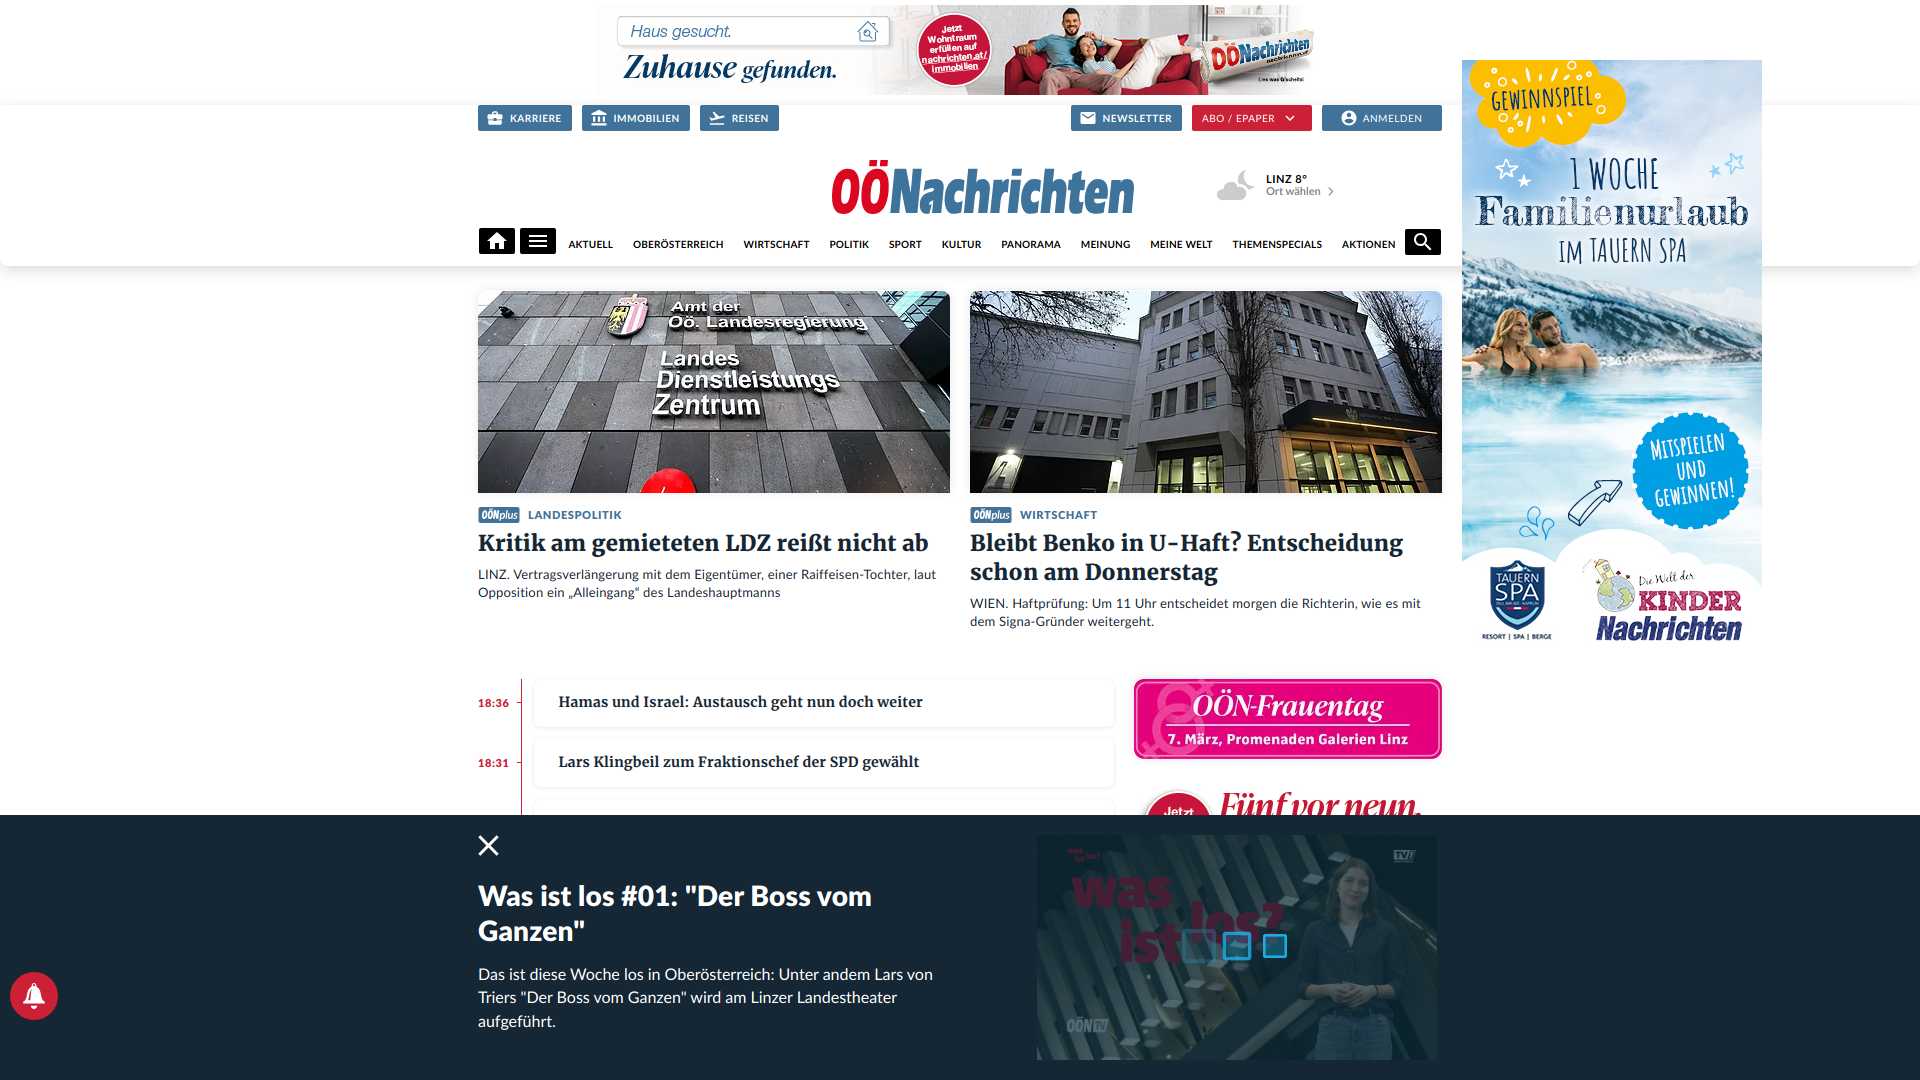 Haus gesucht.
Zuhause gefunden.
Jetzt
Wohntraum
erfüllen auf
nachrichten.at/
immobilien
OÖNachrichten
Lies was G'scheits!
KARRIERE
IMMOBILIEN
REISEN
NEWSLETTER
ABO / EPAPER
ANMELDEN
OÖNachrichten
LINZ 8°
Ort wählen
AKTUELL
OBERÖSTERREICH
WIRTSCHAFT
POLITIK
SPORT
KULTUR
PANORAMA
MEINUNG
MEINE WELT
THEMENSPECIALS
AKTIONEN
GEWINNSPIEL
1 WOCHE
Familienurlaub
IM TAUERN SPA
MITSPIELEN
UND
GEWINNEN!
TAUERN
SPA
RESORT | SPA | BERGE
Die Welt der
KINDER
Nachrichten
Amt der
Oö. Landesregierung
Landes
Dienstleistungs
Zentrum
OÖNplus LANDESPOLITIK
Kritik am gemieteten LDZ reißt nicht ab
LINZ. Vertragsverlängerung mit dem Eigentümer, einer Raiffeisen-Tochter, laut
Opposition ein „Alleingang“ des Landeshauptmanns
OÖNplus WIRTSCHAFT
Bleibt Benko in U-Haft? Entscheidung
schon am Donnerstag
WIEN. Haftprüfung: Um 11 Uhr entscheidet morgen die Richterin, wie es mit
dem Signa-Gründer weitergeht.
18:36 Hamas und Israel: Austausch geht nun doch weiter
18:31 Lars Klingbeil zum Fraktionschef der SPD gewählt
OÖN-Frauentag
7. März, Promenaden Galerien Linz
Jetzt
Fünf vor neun.
Was ist los #01: "Der Boss vom
Ganzen"
Das ist diese Woche los in Oberösterreich: Unter andem Lars von
Triers "Der Boss vom Ganzen" wird am Linzer Landestheater
aufgeführt.
was
ist los?
TV1
OÖN TV